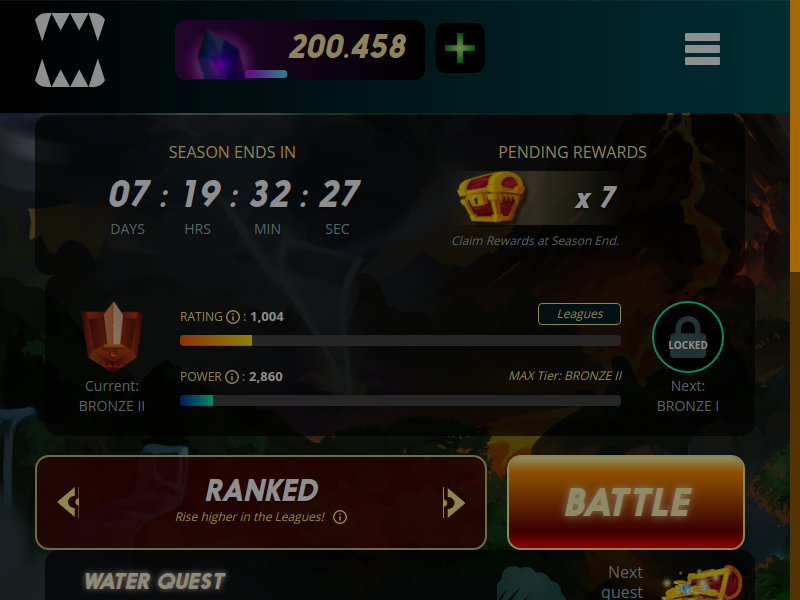 200.458
SEASON ENDS IN
07 : 19 : 32 : 27
DAYS HRS MIN SEC
PENDING REWARDS
x 7
Claim Rewards at Season End.
RATING i : 1,004
Leagues
POWER i : 2,860
MAX Tier: BRONZE II
Current:
BRONZE II
LOCKED
Next:
BRONZE I
RANKED
Rise higher in the Leagues! i
BATTLE
WATER QUEST
Next
quest